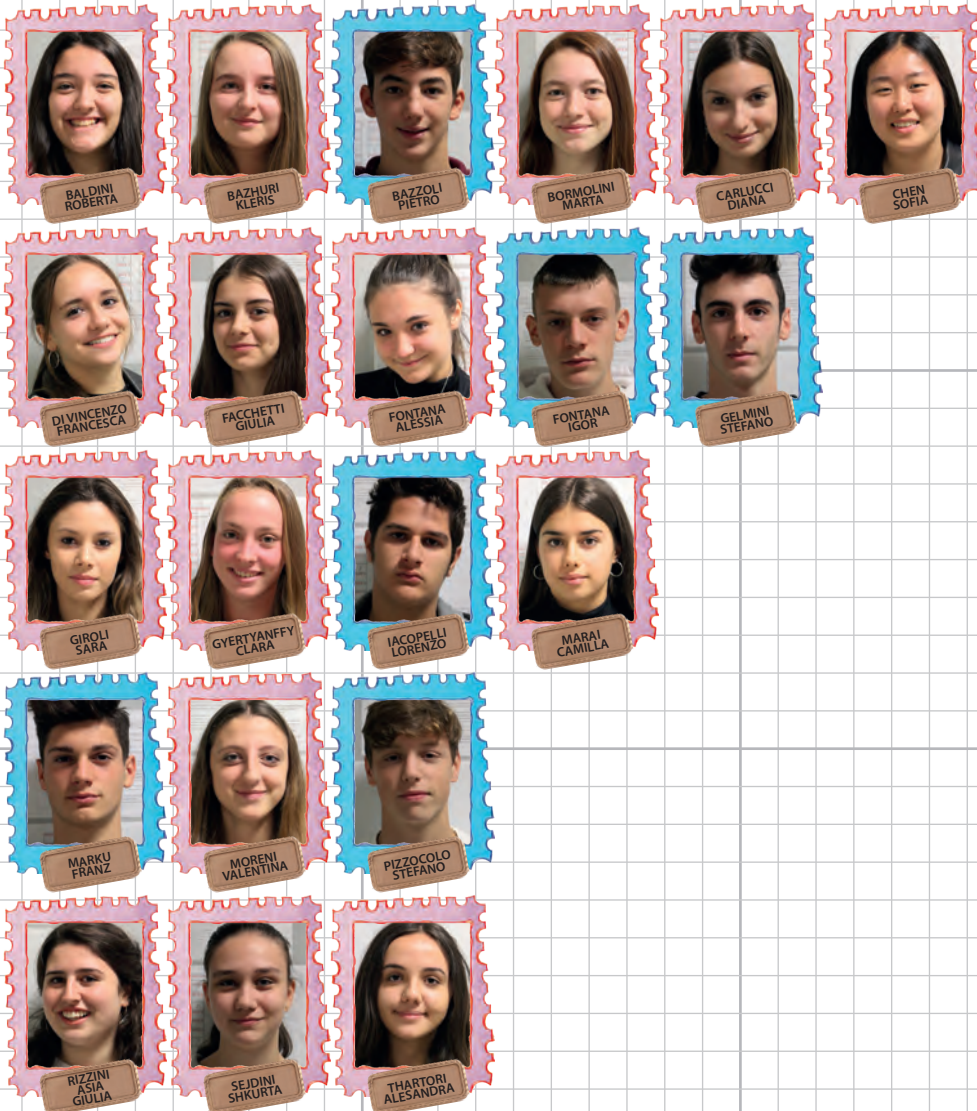 BALDINI
ROBERTA
BAZHURI
KLERIS
BAZZOLI
PIETRO
BORMOLINI
MARTA
CARLUCCI
DIANA
CHEN
SOFIA
DI VINCENZO
FRANCESCA
FACCHETTI
GIULIA
FONTANA
ALESSIA
FONTANA
IGOR
GELMINI
STEFANO
GIROLI
SARA
GYERTYANFFY
CLARA
IACOPELLI
LORENZO
MARAI
CAMILLA
MARKU
FRANZ
MORENI
VALENTINA
PIZZOCOLO
STEFANO
RIZZINI
ASIA
GIULIA
SEJDINI
SHKURTA
THARTORI
ALESANDRA